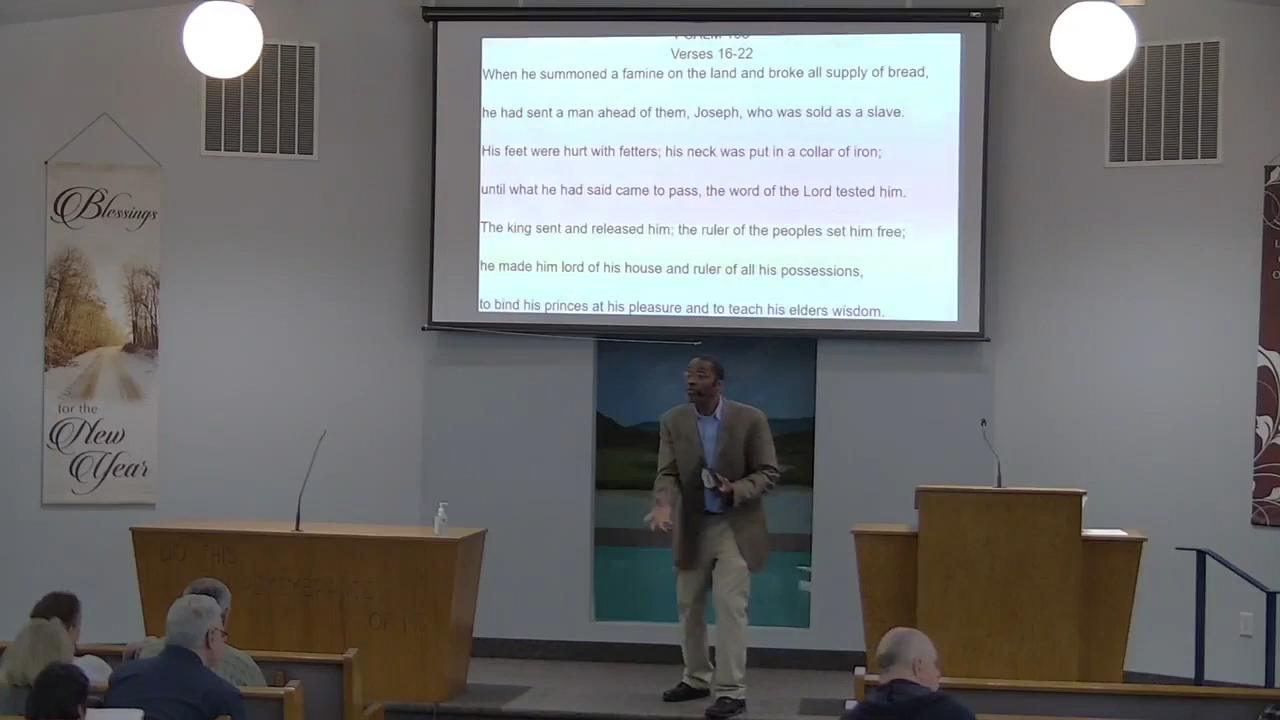 Verses 16-22
When he summoned a famine on the land and broke all supply of bread,
he had sent a man ahead of them, Joseph, who was sold as a slave.
His feet were hurt with fetters; his neck was put in a collar of iron;
until what he had said came to pass, the word of the Lord tested him.
The king sent and released him; the ruler of the peoples set him free;
he made him lord of his house and ruler of all his possessions,
to bind his princes at his pleasure and to teach his elders wisdom.
Blessings
for the
New
Year
DO THIS
REMEMBRANCE
OF ME